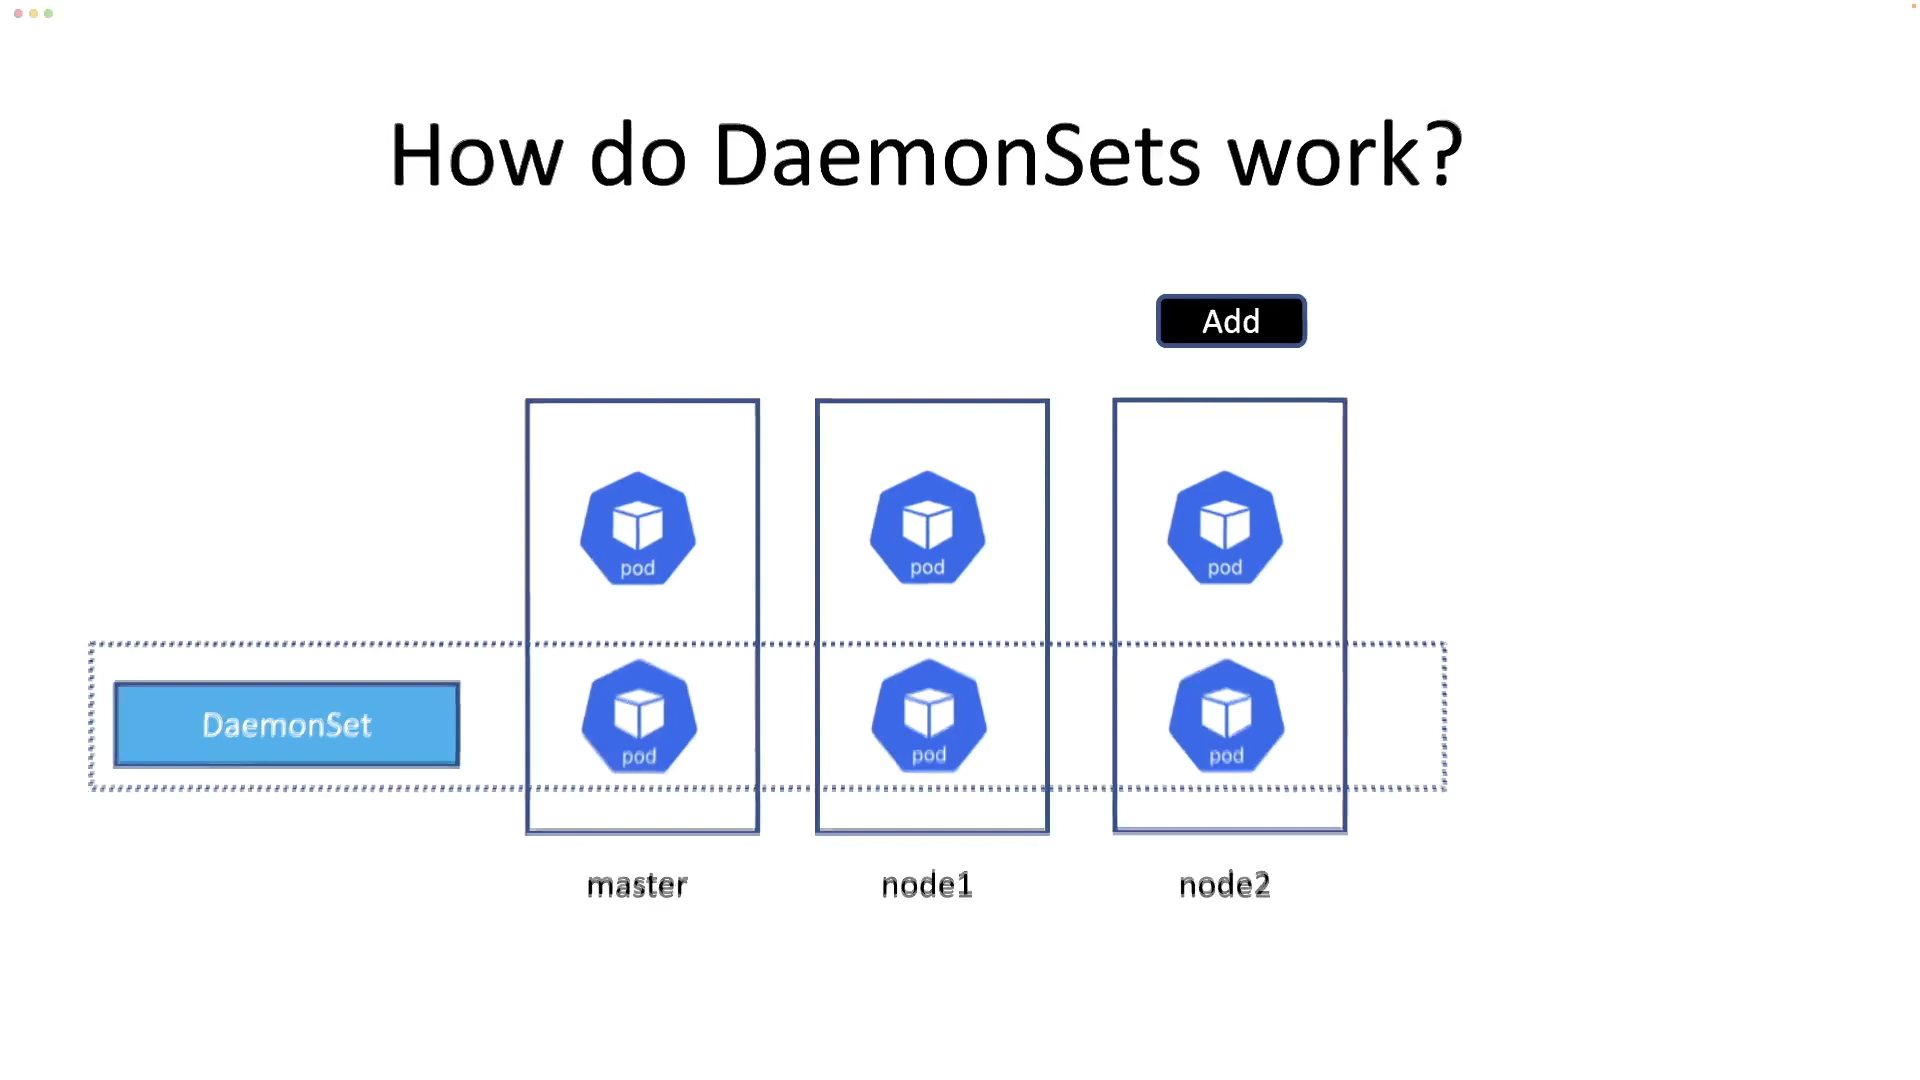 How do DaemonSets work?
Add
pod pod pod
DaemonSet
pod pod pod
master node1 node2